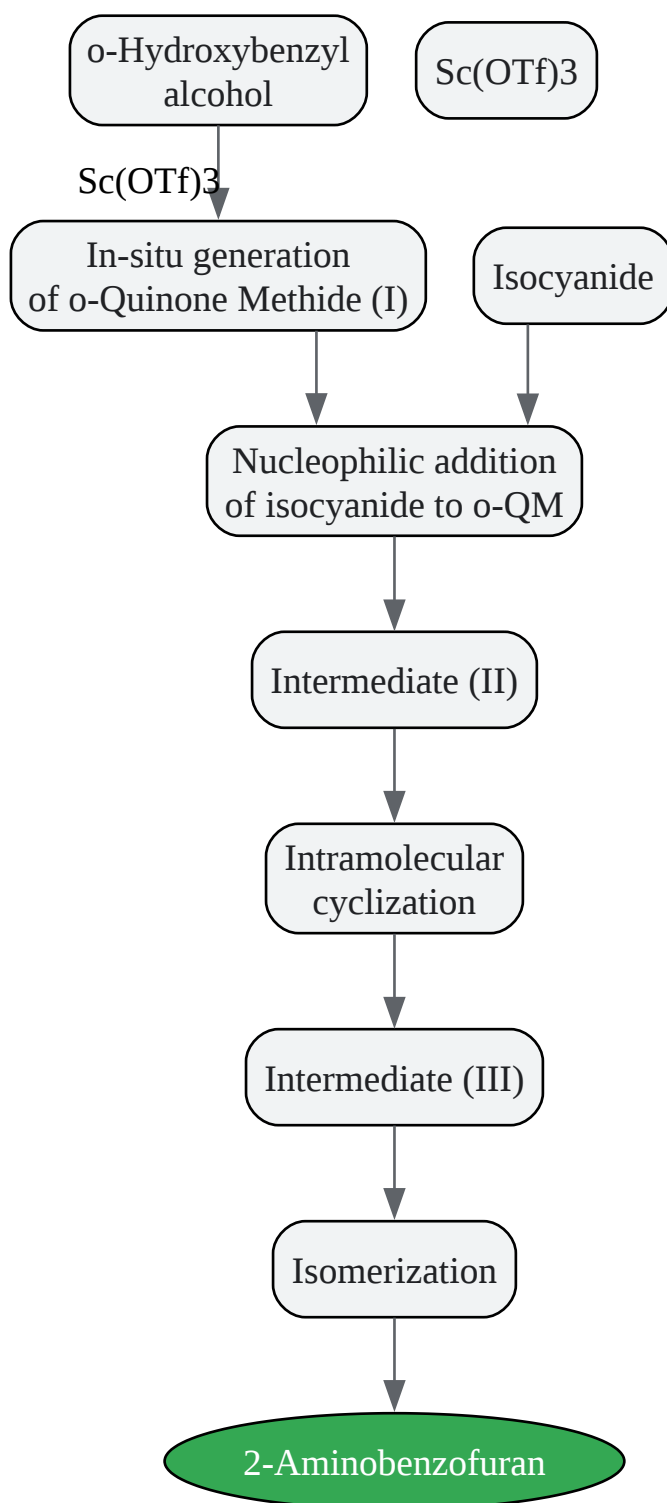 o-Hydroxybenzyl
alcohol
Sc(OTf)3
Sc(OTf)3
In-situ generation
of o-Quinone Methide (I)
Isocyanide
Nucleophilic addition
of isocyanide to o-QM
Intermediate (II)
Intramolecular
cyclization
Intermediate (III)
Isomerization
2-Aminobenzofuran